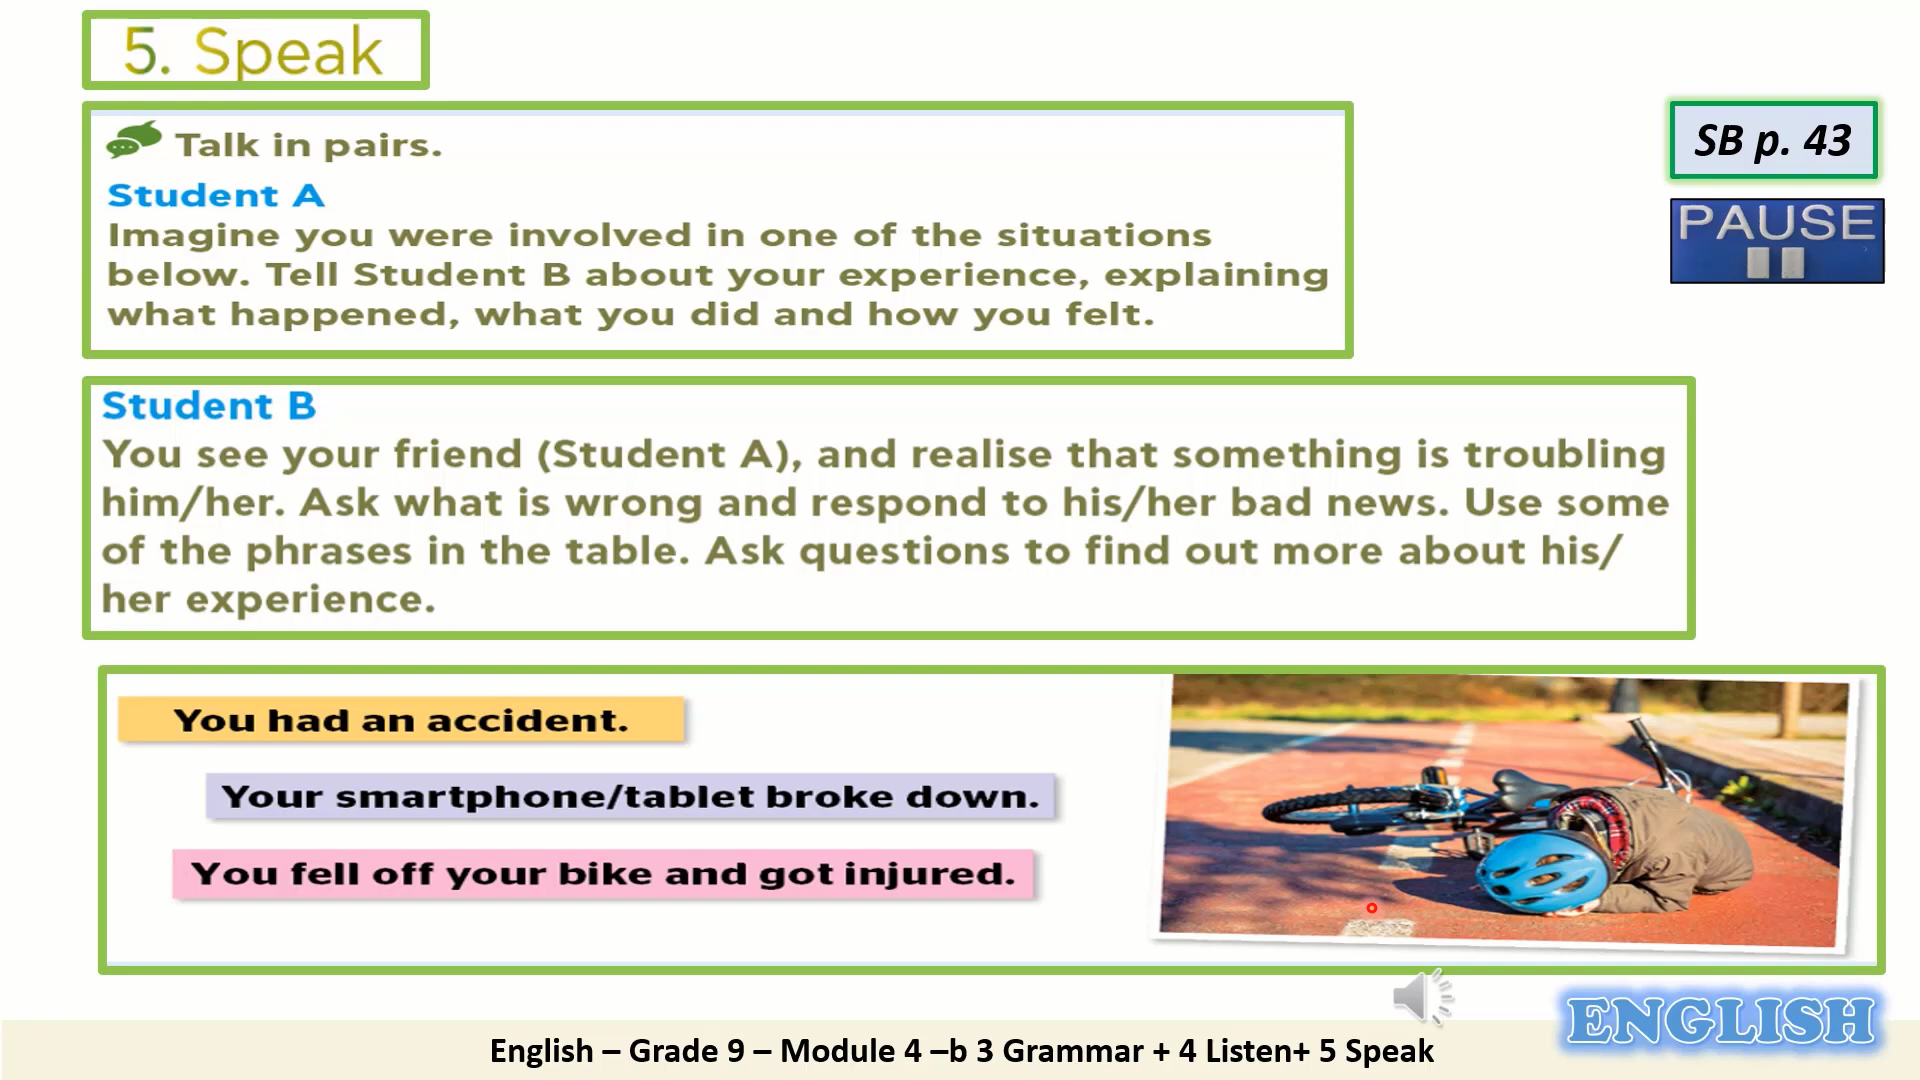 5. Speak
SB p. 43
PAUSE
Talk in pairs.
Student A
Imagine you were involved in one of the situations
below. Tell Student B about your experience, explaining
what happened, what you did and how you felt.
Student B
You see your friend (Student A), and realise that something is troubling
him/her. Ask what is wrong and respond to his/her bad news. Use some
of the phrases in the table. Ask questions to find out more about his/
her experience.
You had an accident.
Your smartphone/tablet broke down.
You fell off your bike and got injured.
ENGLISH
English – Grade 9 – Module 4 –b 3 Grammar + 4 Listen+ 5 Speak